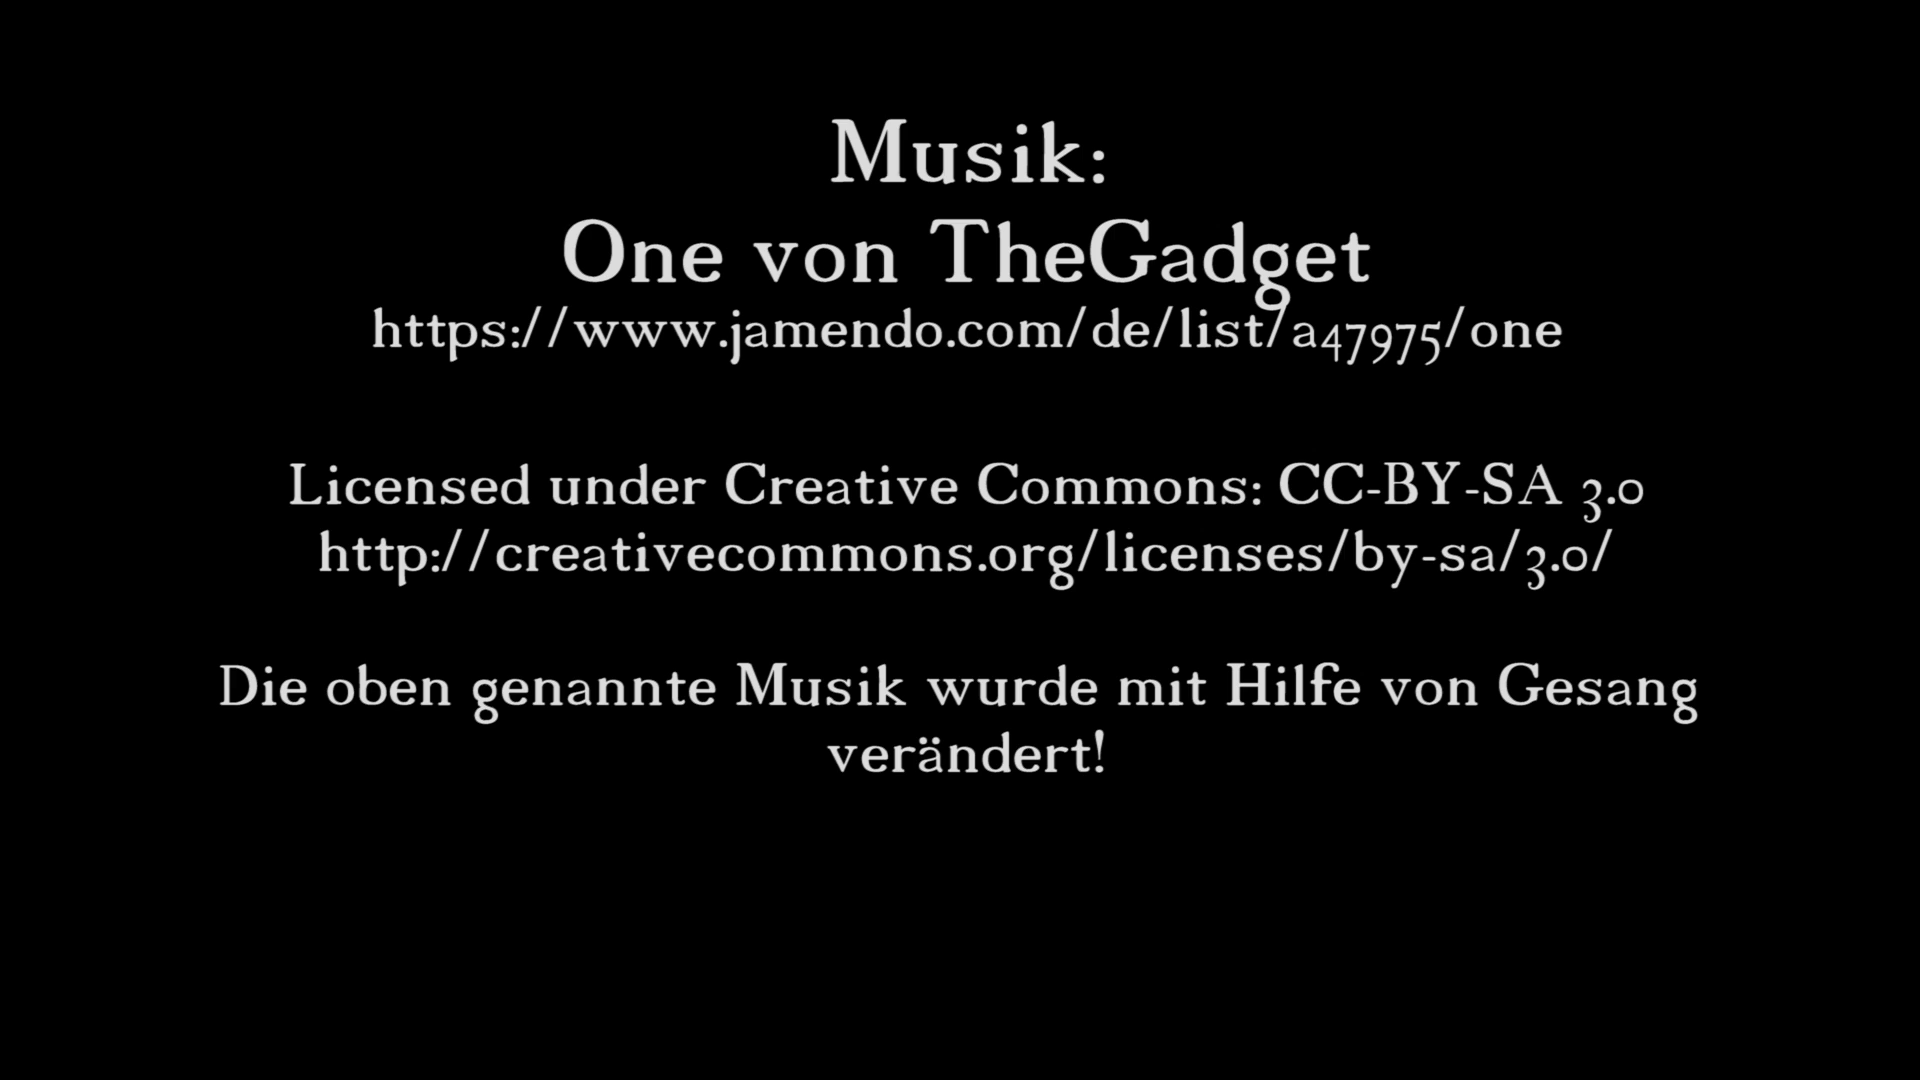 Musik:
One von TheGadget
https://www.jamendo.com/de/list/a47975/one
Licensed under Creative Commons: CC-BY-SA 3.0
http://creativecommons.org/licenses/by-sa/3.0/
Die oben genannte Musik wurde mit Hilfe von Gesang
verändert!